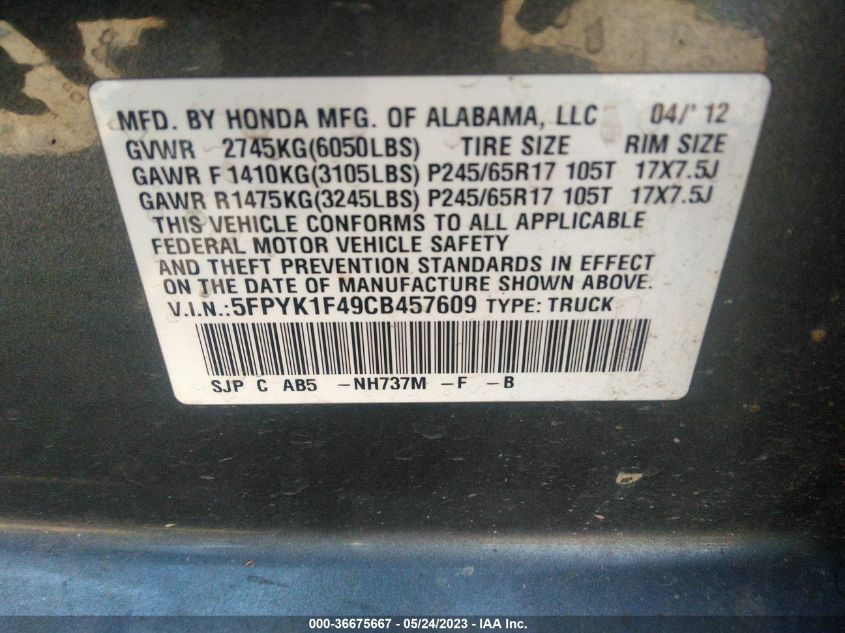 MFD. BY HONDA MFG. OF ALABAMA, LLC 04/'12
GVWR 2745KG(6050LBS) TIRE SIZE RIM SIZE
GAWR F1410KG(3105LBS) P245/65R17 105T 17X7.5J
GAWR R1475KG(3245LBS) P245/65R17 105T 17X7.5J
THIS VEHICLE CONFORMS TO ALL APPLICABLE
FEDERAL MOTOR VEHICLE SAFETY
AND THEFT PREVENTION STANDARDS IN EFFECT
ON THE DATE OF MANUFACTURE SHOWN ABOVE.
V.I.N.:5FPYK1F49CB457609 TYPE: TRUCK
SJP C AB5 -NH737M -F -B
000-36675667 - 05/24/2023 - IAA Inc.